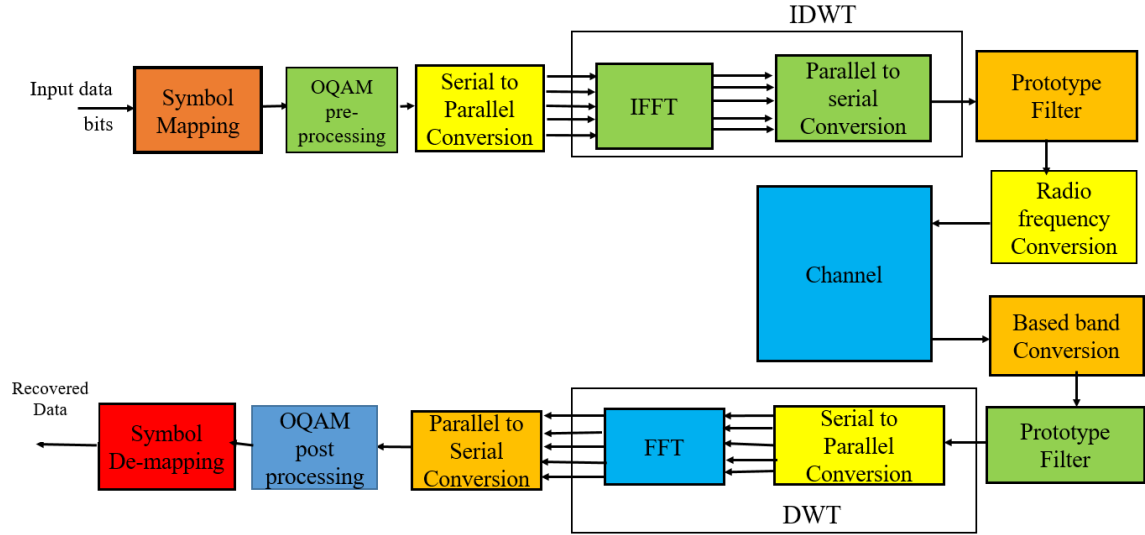 IDWT
Input data
bits
Symbol
Mapping
OQAM
pre-
processing
Serial to
Parallel
Conversion
IFFT
Parallel to
serial
Conversion
Prototype
Filter
Radio
frequency
Conversion
Channel
Based band
Conversion
Prototype
Filter
Serial to
Parallel
Conversion
FFT
DWT
Parallel to
Serial
Conversion
OQAM
post
processing
Symbol
De-mapping
Recovered
Data